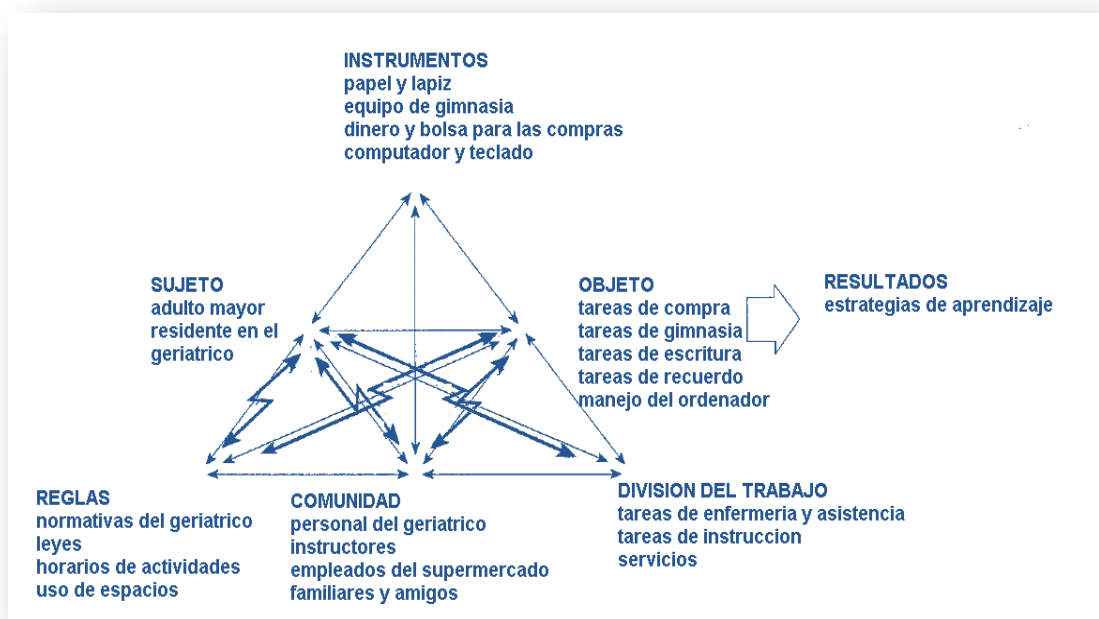 INSTRUMENTOS
papel y lapiz
equipo de gimnasia
dinero y bolsa para las compras
computador y teclado
SUJETO
adulto mayor
residente en el
geriatrico
OBJETO
tareas de compra
tareas de gimnasia
tareas de escritura
tareas de recuerdo
manejo del ordenador
RESULTADOS
estrategias de aprendizaje
REGLAS
normativas del geriatrico
leyes
horarios de actividades
uso de espacios
COMUNIDAD
personal del geriatrico
instructores
empleados del supermercado
familiares y amigos
DIVISION DEL TRABAJO
tareas de enfermeria y asistencia
tareas de instruccion
servicios